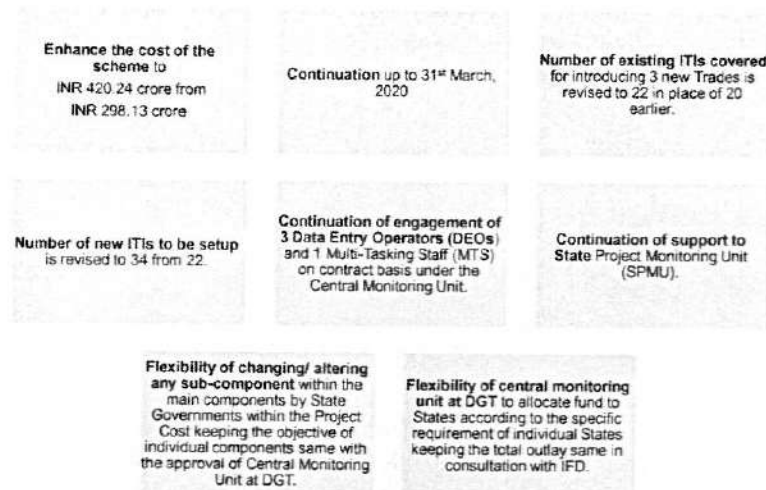 Enhance the cost of the
scheme to
INR 420.24 crore from
INR 298.13 crore
Continuation up to 31st March,
2020
Number of existing ITIs covered
for introducing 3 new Trades is
revised to 22 in place of 20
earlier.
Number of new ITIs to be setup
is revised to 34 from 22.
Continuation of engagement of
3 Data Entry Operators (DEOs)
and 1 Multi-Tasking Staff (MTS)
on contract basis under the
Central Monitoring Unit.
Continuation of support to
State Project Monitoring Unit
(SPMU).
Flexibility of changing/ altering
any sub-component within the
main components by State
Governments within the Project
Cost keeping the objective of
individual components same with
the approval of Central Monitoring
Unit at DGT.
Flexibility of central monitoring
unit at DGT to allocate fund to
States according to the specific
requirement of individual States
keeping the total outlay same in
consultation with IFD.